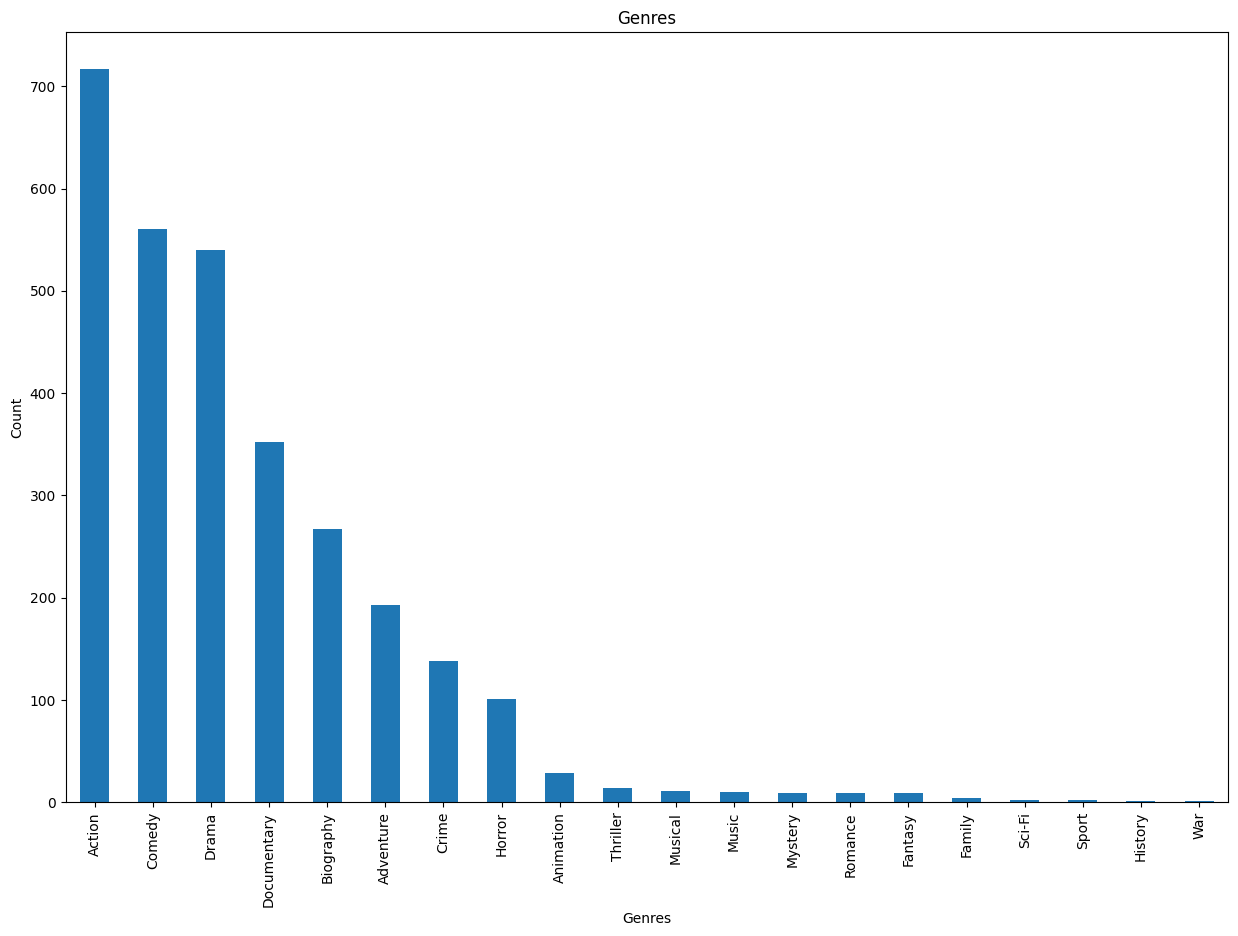 Genres
700
600
500
400
300
200
100
0
Count
Action
Comedy
Drama
Documentary
Biography
Adventure
Crime
Horror
Animation
Thriller
Musical
Music
Mystery
Romance
Fantasy
Family
Sci-Fi
Sport
History
War
Genres